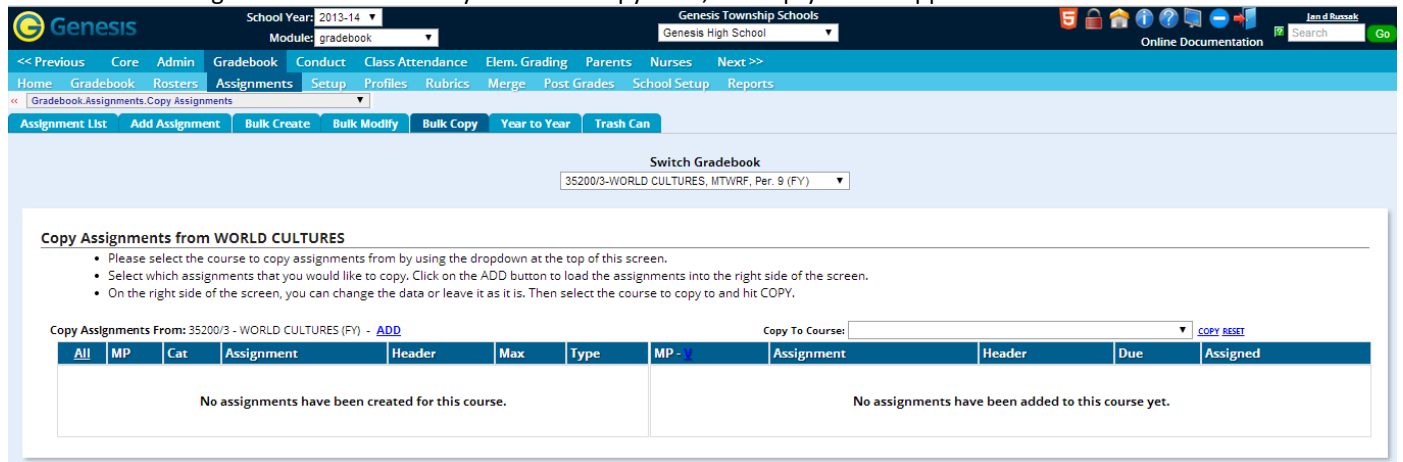 School Year: 2013-14
Genesis Township Schools
Jan d Russak
Genesis
Module: gradebook
Genesis High School
Online Documentation
Search
Go
<< Previous Core Admin Gradebook Conduct Class Attendance Elem. Grading Parents Nurses Next >>
Home Gradebook Rosters Assignments Setup Profiles Rubrics Merge Post Grades School Setup Reports
« Gradebook.Assignments.Copy Assignments
Assignment List Add Assignment Bulk Create Bulk Modify Bulk Copy Year to Year Trash Can
Switch Gradebook
35200/3-WORLD CULTURES, MTWRF, Per. 9 (FY)
Copy Assignments from WORLD CULTURES
• Please select the course to copy assignments from by using the dropdown at the top of this screen.
• Select which assignments that you would like to copy. Click on the ADD button to load the assignments into the right side of the screen.
• On the right side of the screen, you can change the data or leave it as it is. Then select the course to copy to and hit COPY.
Copy Assignments From: 35200/3 - WORLD CULTURES (FY) - ADD
Copy To Course: COPY RESET
All MP Cat Assignment Header Max Type MP - V Assignment Header Due Assigned
No assignments have been created for this course.
No assignments have been added to this course yet.